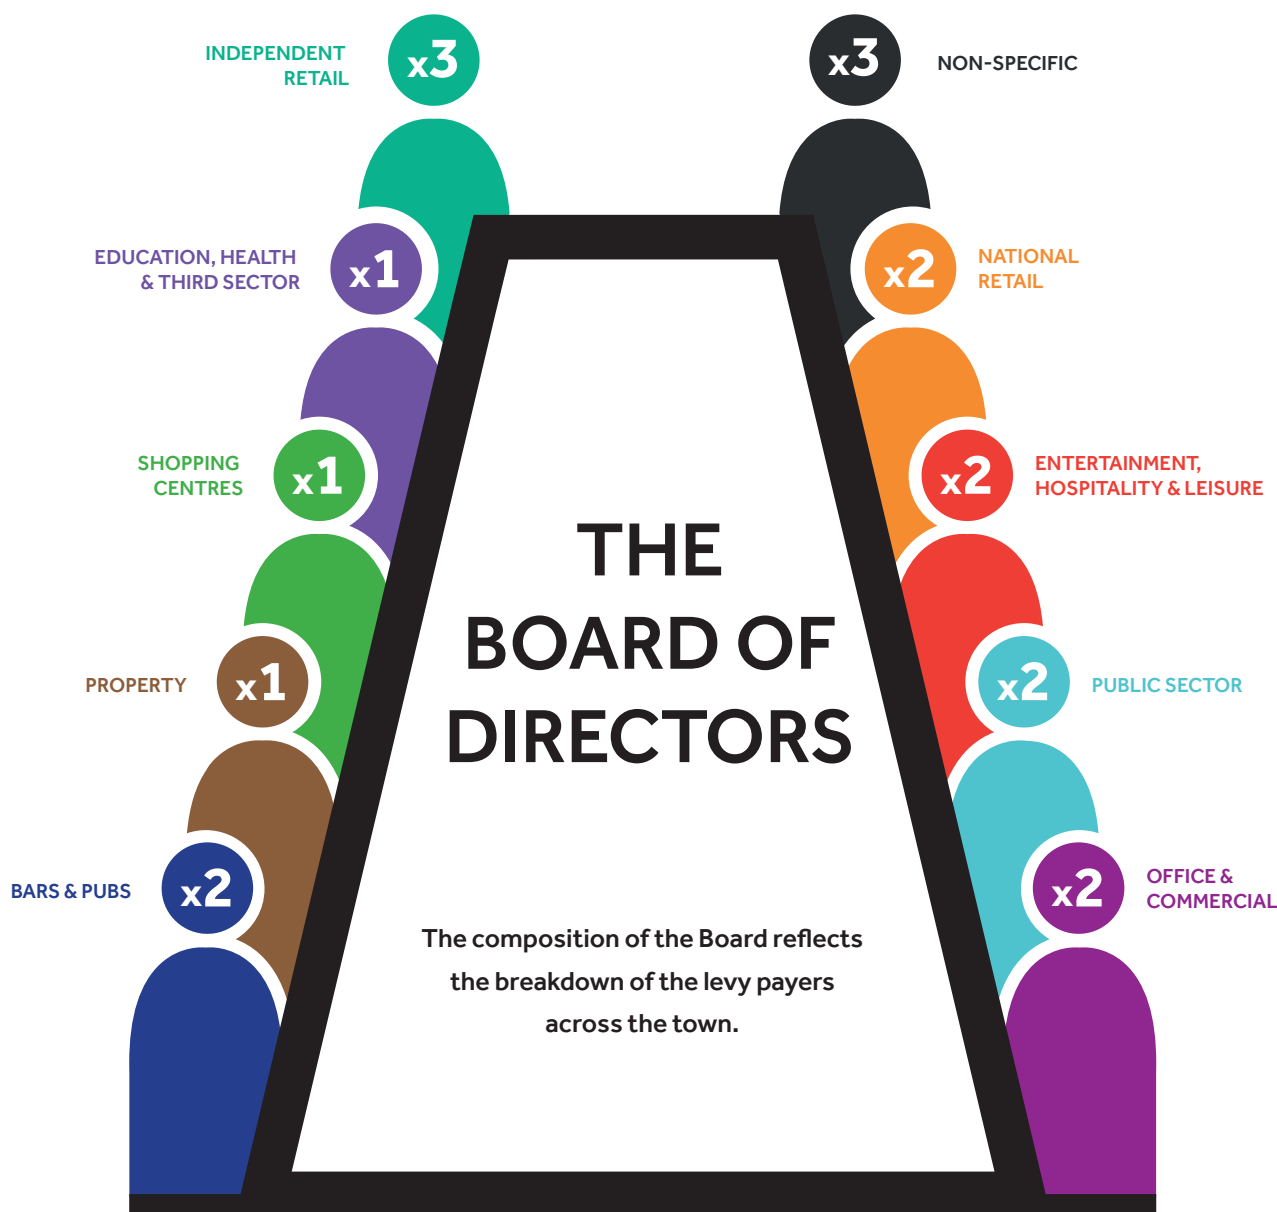 INDEPENDENT
RETAIL
x3
x3
NON-SPECIFIC
EDUCATION, HEALTH
& THIRD SECTOR
x1
x2
NATIONAL
RETAIL
SHOPPING
CENTRES
x1
x2
ENTERTAINMENT,
HOSPITALITY & LEISURE
THE
BOARD OF
DIRECTORS
PROPERTY
x1
x2
PUBLIC SECTOR
BARS & PUBS
x2
x2
OFFICE &
COMMERCIAL
The composition of the Board reflects
the breakdown of the levy payers
across the town.